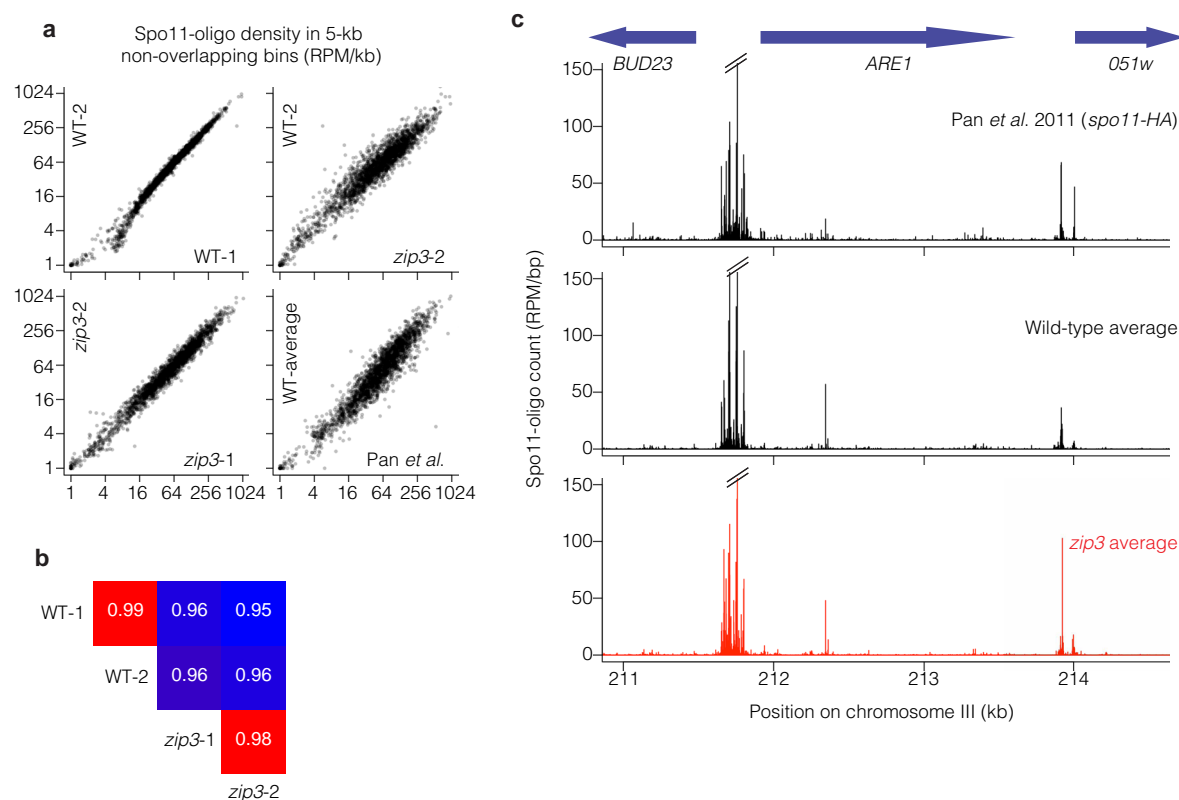 a
Spo11-oligo density in 5-kb
non-overlapping bins (RPM/kb)
1024
256
64
16
4
1
WT-2
WT-1
WT-2
zip3-2
1024
256
64
16
4
1
zip3-2
zip3-1
WT-average
Pan et al.
1 4 16 64 256 1024
1 4 16 64 256 1024
b
WT-1 0.99 0.96 0.95
WT-2 0.96 0.96
zip3-1 0.98
zip3-2
c
BUD23 ARE1 051w
Spo11-oligo count (RPM/bp)
150
100
50
0
Pan et al. 2011 (spo11-HA)
150
100
50
0
Wild-type average
150
100
50
0
zip3 average
211 212 213 214
Position on chromosome III (kb)